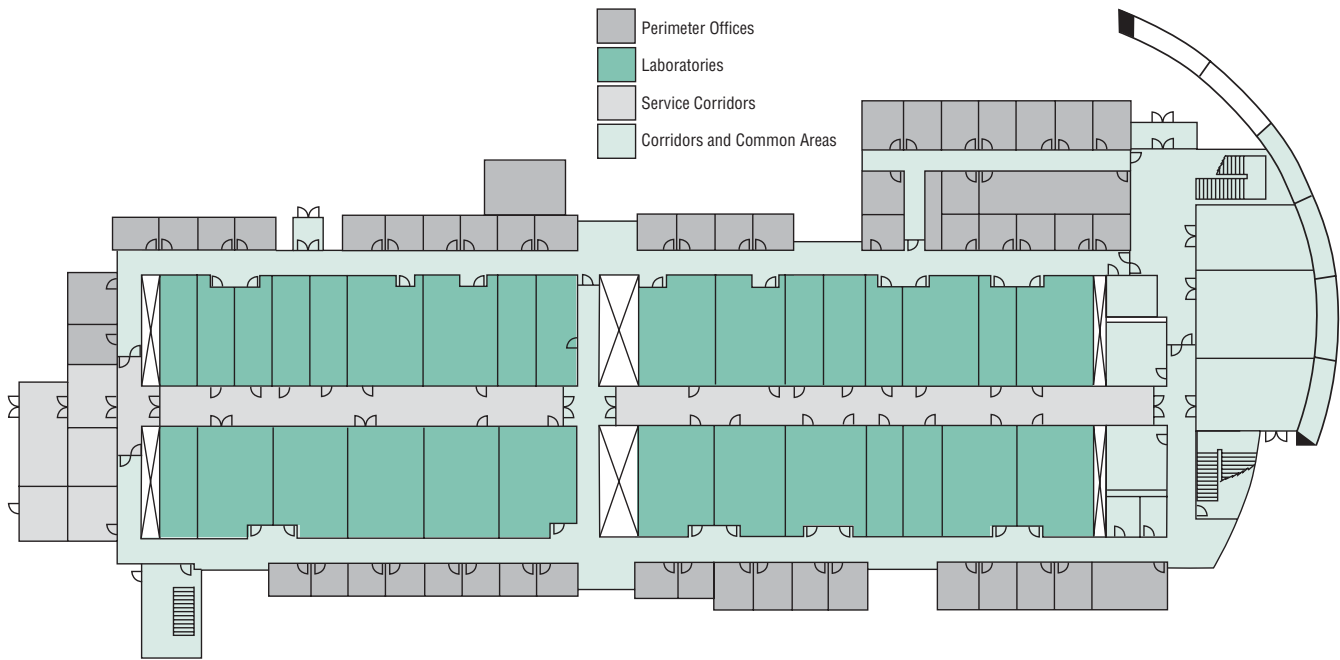 Perimeter Offices
Laboratories
Service Corridors
Corridors and Common Areas